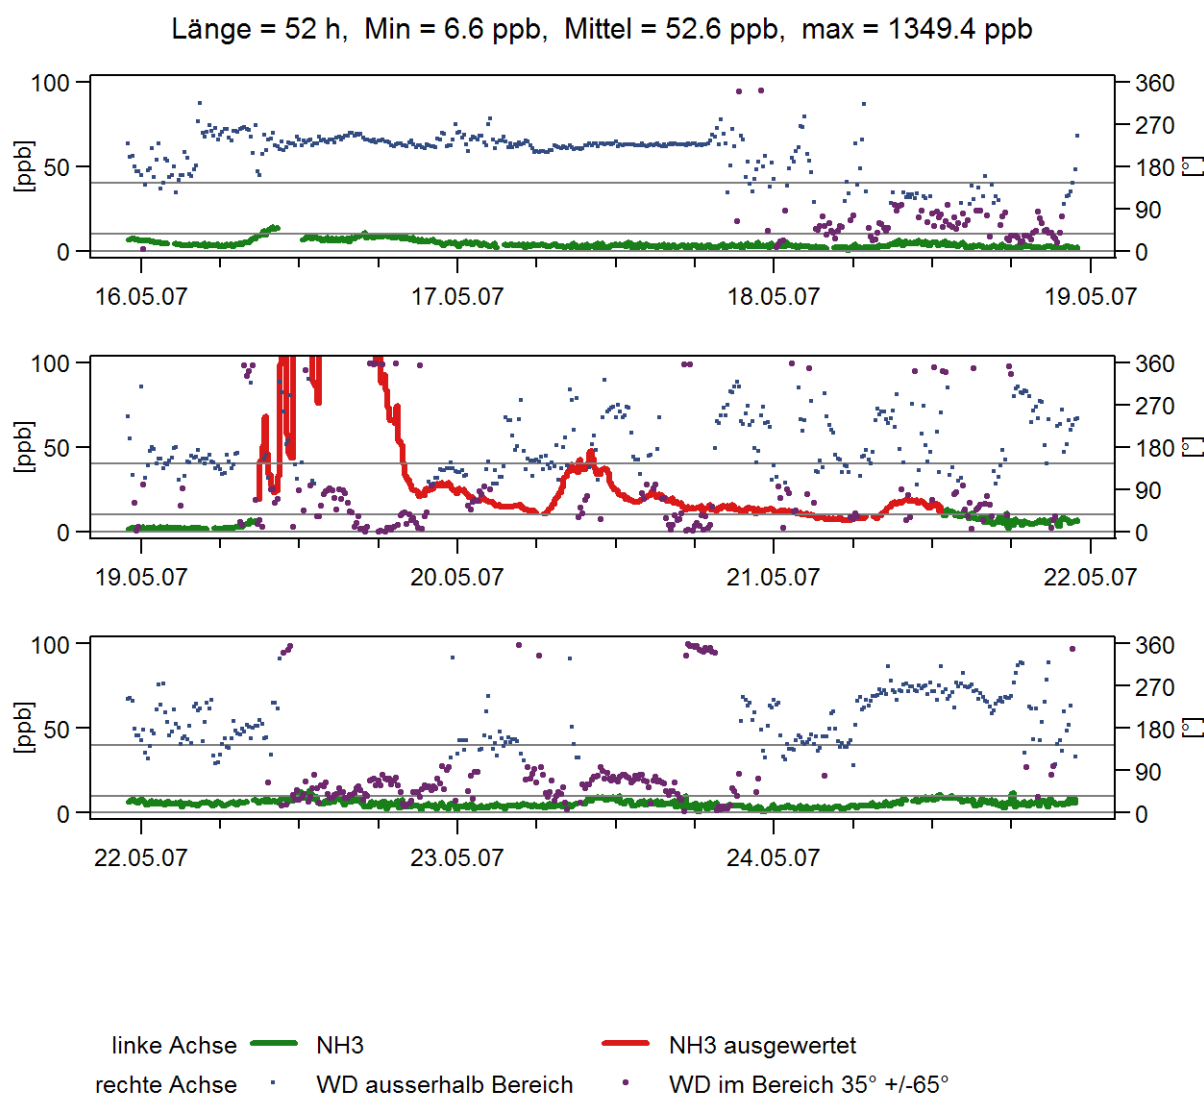 Länge = 52 h,  Min = 6.6 ppb,  Mittel = 52.6 ppb,  max = 1349.4 ppb
100 360
270
[ppb] 50 180 [°]
90
0 0
16.05.07 17.05.07 18.05.07 19.05.07
100 360
270
[ppb] 50 180 [°]
90
0 0
19.05.07 20.05.07 21.05.07 22.05.07
100 360
270
[ppb] 50 180 [°]
90
0 0
22.05.07 23.05.07 24.05.07
linke Achse NH3 NH3 ausgewertet
rechte Achse WD ausserhalb Bereich WD im Bereich 35° +/-65°